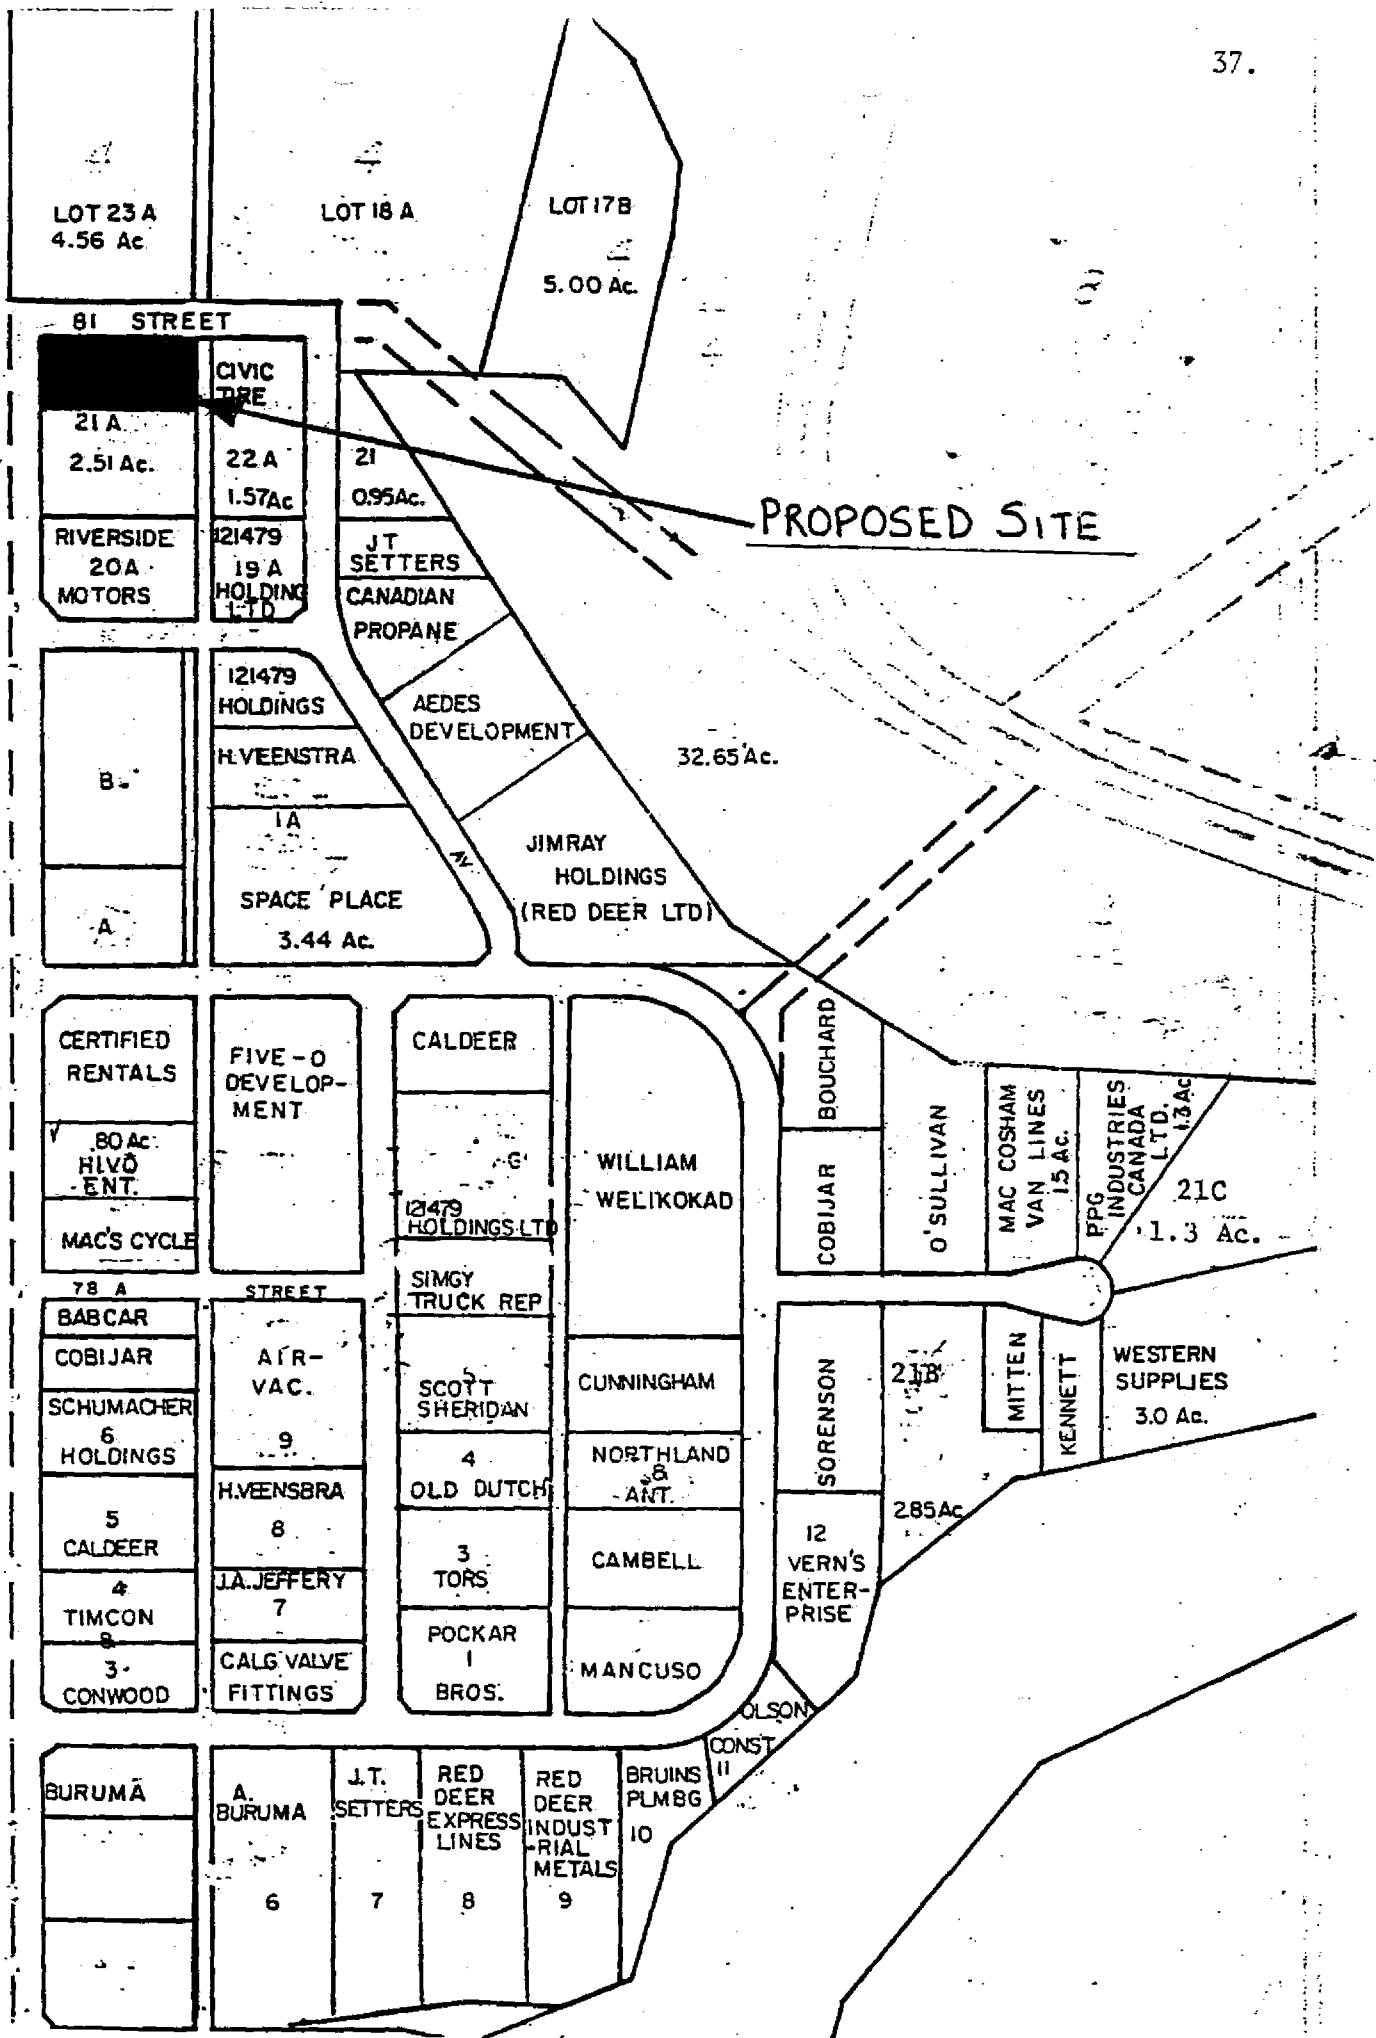 37.
LOT 23 A
4.56 Ac.
LOT 18 A
LOT 17B
5.00 Ac.
81 STREET
CIVIC
TIRE
21 A
2.51 Ac.
22 A
1.57Ac
21
0.95Ac.
PROPOSED SITE
RIVERSIDE
20A
MOTORS
121479
19 A
HOLDING
LTD
JT
SETTERS
CANADIAN
PROPANE
121479
HOLDINGS
H.VEENSTRA
AEDES
DEVELOPMENT
32.65 Ac.
B
1A
SPACE PLACE
3.44 Ac.
AV
JIMRAY
HOLDINGS
(RED DEER LTD)
A
CERTIFIED
RENTALS
FIVE-O
DEVELOP-
MENT
CALDEER
BOUCHARD
.80 Ac.
HIVO
ENT.
MAC'S CYCLE
121479
HOLDINGS LTD
WILLIAM
WELIKOKAD
COBIJAR
O'SULLIVAN
MAC COSHAM
VAN LINES
1.5 Ac.
PPG
INDUSTRIES
CANADA
LTD.
1.3 Ac
21C
1.3 Ac.
78 A STREET
SIMGY
TRUCK REP
BABCAR
COBIJAR
AIR-
VAC.
9
5
SCOTT
SHERIDAN
CUNNINGHAM
SORENSON
21B
2.85Ac
MITTEN
KENNETT
WESTERN
SUPPLIES
3.0 Ac.
SCHUMACHER
6
HOLDINGS
H.VEENSBRA
8
4
OLD DUTCH
NORTHLAND
&
ANT.
5
CALDEER
3
TORS
CAMBELL
12
VERN'S
ENTER-
PRISE
4
TIMCON
&
3
CONWOOD
J.A.JEFFERY
7
CALG VALVE
FITTINGS
POCKAR
1
BROS.
MANCUSO
OLSON
CONST
11
BURUMA
A.
BURUMA
6
J.T.
SETTERS
7
RED
DEER
EXPRESS
LINES
8
RED
DEER
INDUST
-RIAL
METALS
9
BRUINS
PLMBG
10